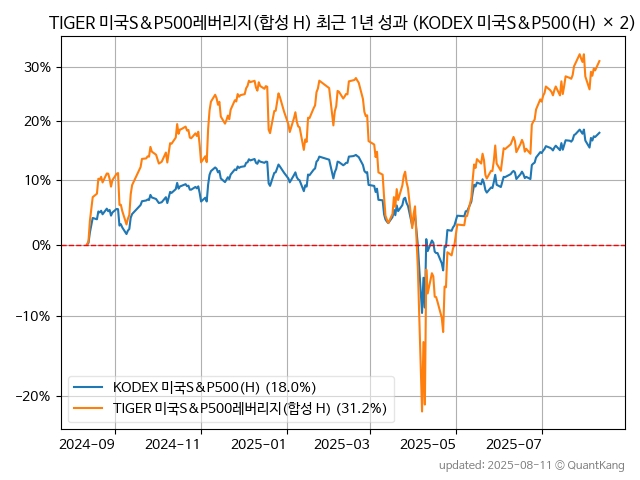 TIGER 미국S&P500레버리지(합성 H) 최근 1년 성과 (KODEX 미국S&P500(H) × 2)
30%
20%
10%
0%
−10%
−20%
KODEX 미국S&P500(H) (18.0%)
TIGER 미국S&P500레버리지(합성 H) (31.2%)
2024-09 2024-11 2025-01 2025-03 2025-05 2025-07
updated: 2025-08-11 © QuantKang